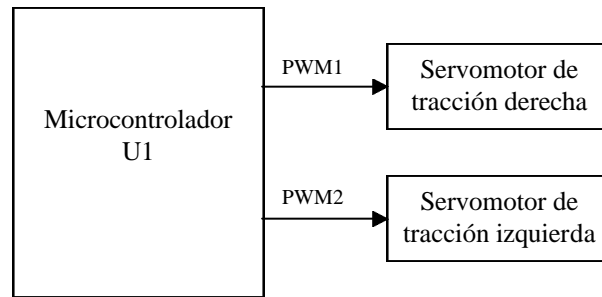 Microcontrolador
U1
PWM1
Servomotor de
tracción derecha
PWM2
Servomotor de
tracción izquierda